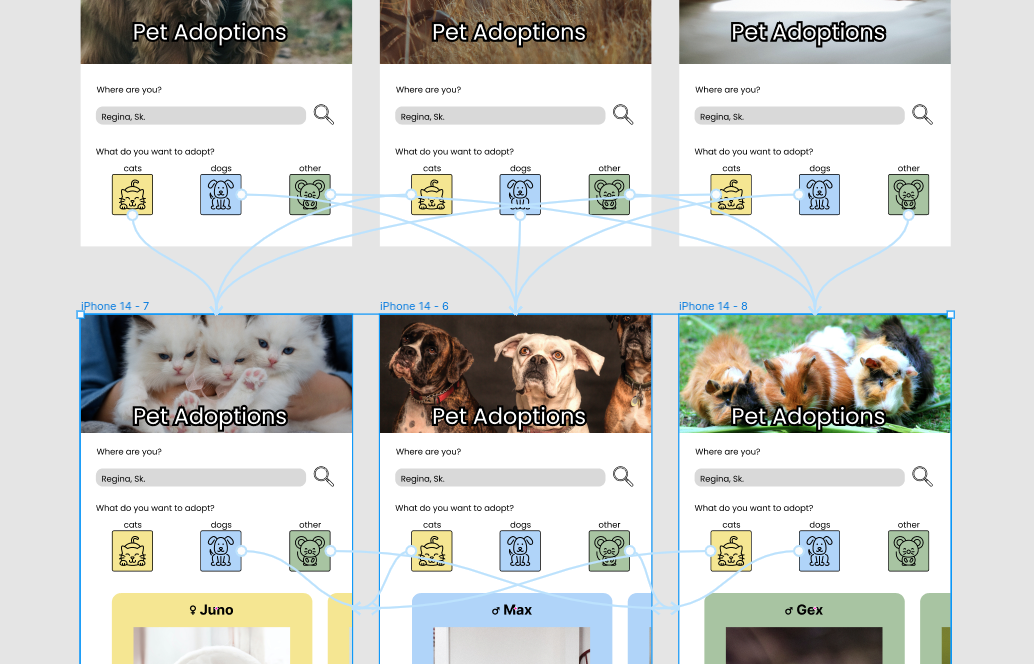 Pet Adoptions Pet Adoptions Pet Adoptions
Where are you? Where are you? Where are you?
Regina, Sk. Regina, Sk. Regina, Sk.
What do you want to adopt? What do you want to adopt? What do you want to adopt?
cats dogs other cats dogs other cats dogs other
iPhone 14 - 7 iPhone 14 - 6 iPhone 14 - 8
Pet Adoptions Pet Adoptions Pet Adoptions
Where are you? Where are you? Where are you?
Regina, Sk. Regina, Sk. Regina, Sk.
What do you want to adopt? What do you want to adopt? What do you want to adopt?
cats dogs other cats dogs other cats dogs other
♀ Juno ♂ Max ♂ Gex